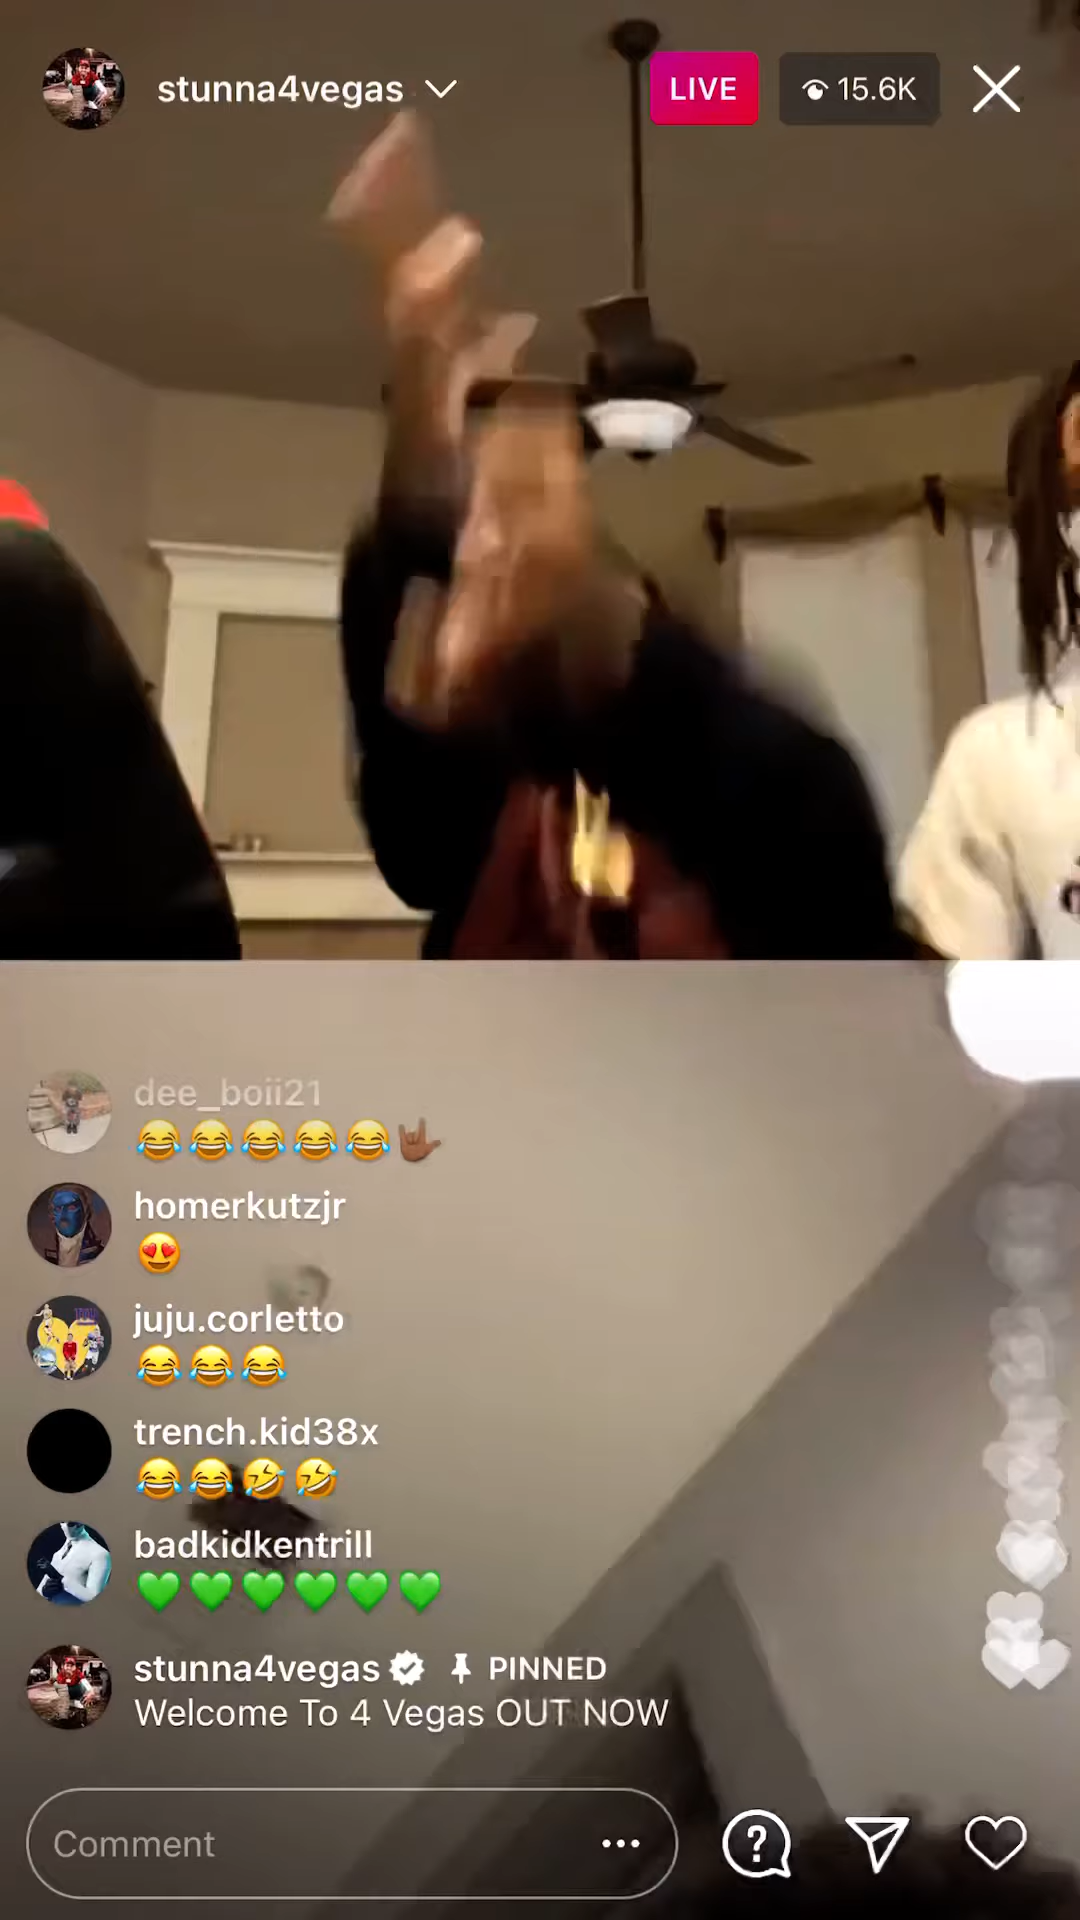 stunna4vegas
LIVE
15.6K
dee_boii21
😂😂😂😂😂🤟🏾
homerkutzjr
😍
juju.corletto
😂😂😂
trench.kid38x
😂😂🤣🤣
badkidkentrill
💚💚💚💚💚💚
stunna4vegas PINNED
Welcome To 4 Vegas OUT NOW
Comment